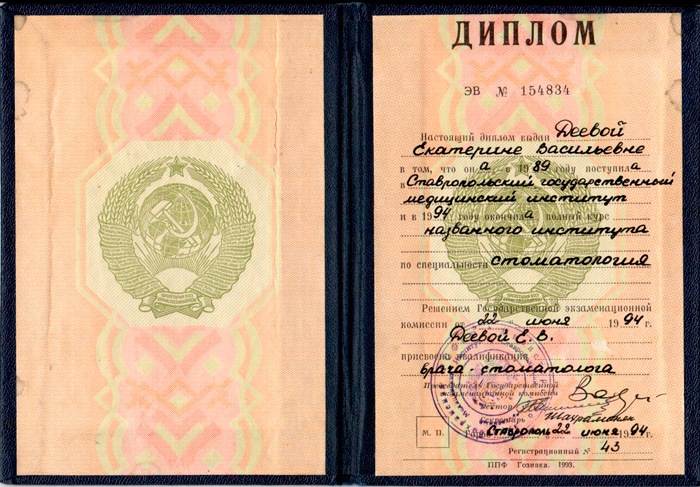 ДИПЛОМ
ЭВ № 154834
Настоящий диплом выдан Деевой
Екатерине Васильевне
в том, что она в 1989 году поступила
в Ставропольский государственный
медицинский институт
и в 1994 году окончила полный курс
названного института
по специальности стоматология
Решением Государственной экзаменационной
комиссии от 22 июня 1994 г.
Деевой Е. В.
присвоена квалификация
врача-стоматолога
Председатель Государственной
экзаменационной комиссии
Ректор
Секретарь
М. П. Город Ставрополь 22 июня 1994 г.
Регистрационный № 43
ППФ Гознака. 1993.